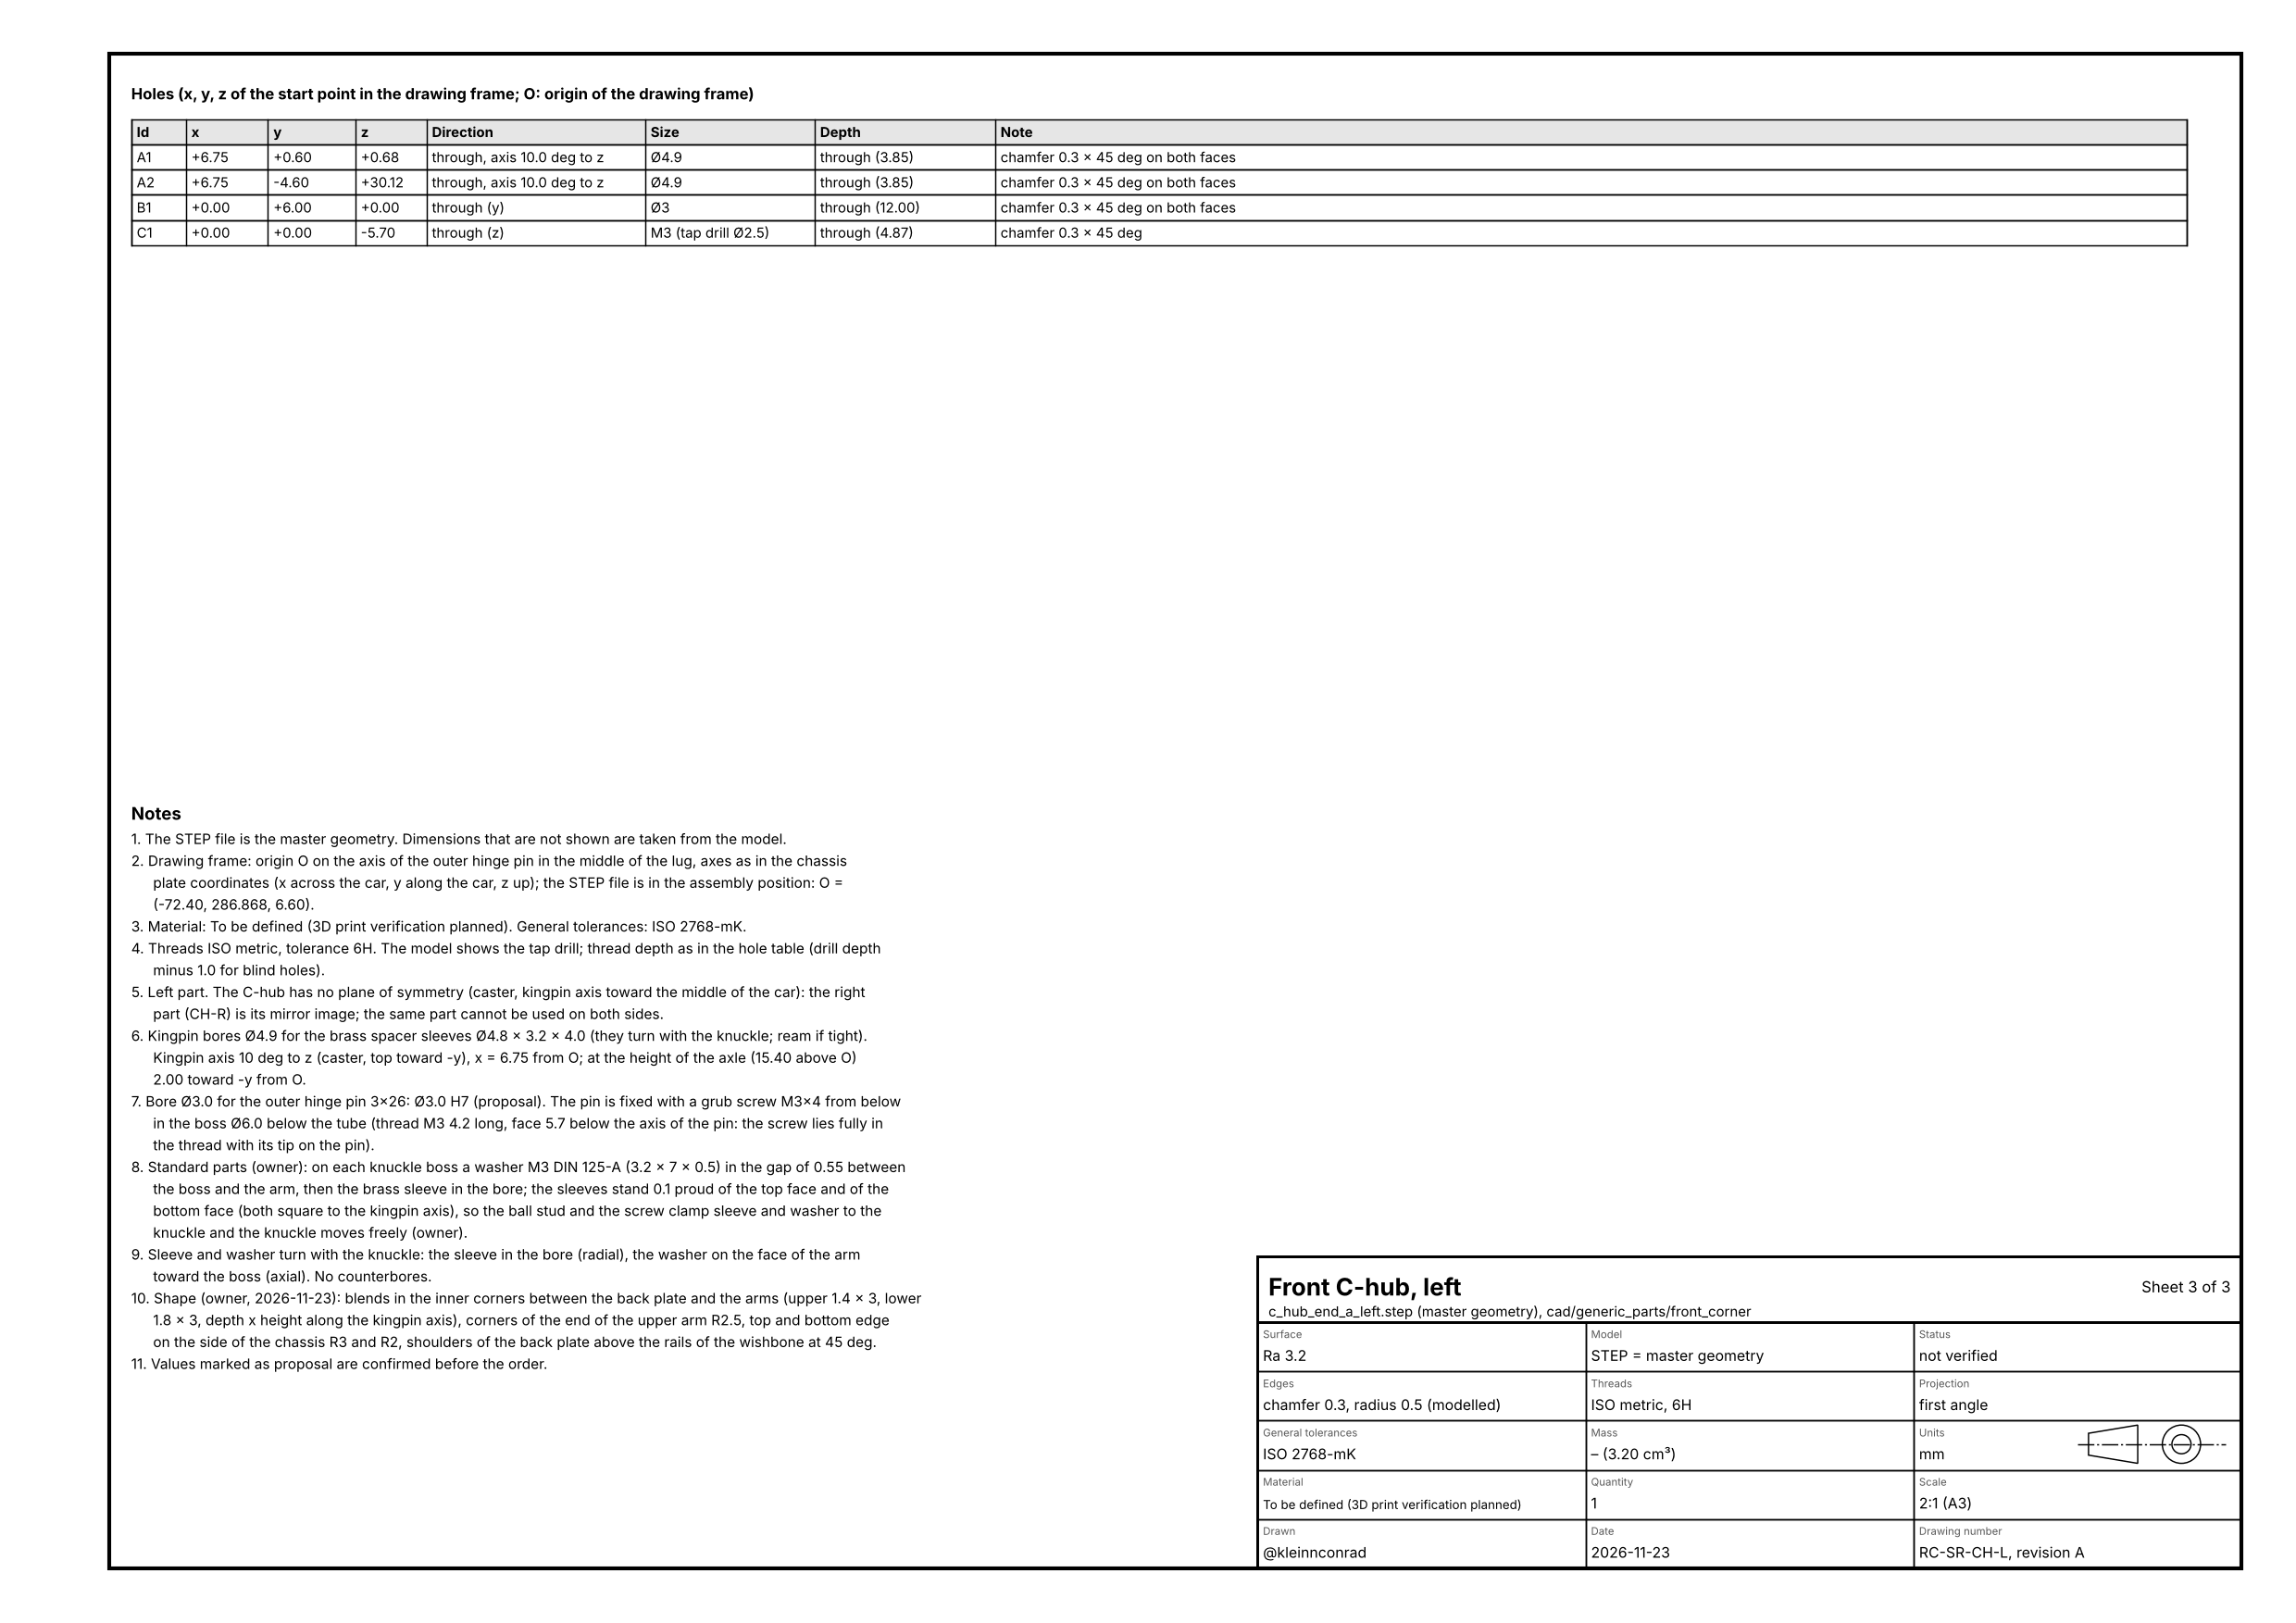 Holes (x, y, z of the start point in the drawing frame; O: origin of the drawing frame)
Id x y z Direction Size Depth Note
A1 +6.75 +0.60 +0.68 through, axis 10.0 deg to z Ø4.9 through (3.85) chamfer 0.3 × 45 deg on both faces
A2 +6.75 -4.60 +30.12 through, axis 10.0 deg to z Ø4.9 through (3.85) chamfer 0.3 × 45 deg on both faces
B1 +0.00 +6.00 +0.00 through (y) Ø3 through (12.00) chamfer 0.3 × 45 deg on both faces
C1 +0.00 +0.00 -5.70 through (z) M3 (tap drill Ø2.5) through (4.87) chamfer 0.3 × 45 deg
Notes
1. The STEP file is the master geometry. Dimensions that are not shown are taken from the model.
2. Drawing frame: origin O on the axis of the outer hinge pin in the middle of the lug, axes as in the chassis
plate coordinates (x across the car, y along the car, z up); the STEP file is in the assembly position: O =
(-72.40, 286.868, 6.60).
3. Material: To be defined (3D print verification planned). General tolerances: ISO 2768-mK.
4. Threads ISO metric, tolerance 6H. The model shows the tap drill; thread depth as in the hole table (drill depth
minus 1.0 for blind holes).
5. Left part. The C-hub has no plane of symmetry (caster, kingpin axis toward the middle of the car): the right
part (CH-R) is its mirror image; the same part cannot be used on both sides.
6. Kingpin bores Ø4.9 for the brass spacer sleeves Ø4.8 × 3.2 × 4.0 (they turn with the knuckle; ream if tight).
Kingpin axis 10 deg to z (caster, top toward -y), x = 6.75 from O; at the height of the axle (15.40 above O)
2.00 toward -y from O.
7. Bore Ø3.0 for the outer hinge pin 3×26: Ø3.0 H7 (proposal). The pin is fixed with a grub screw M3×4 from below
in the boss Ø6.0 below the tube (thread M3 4.2 long, face 5.7 below the axis of the pin: the screw lies fully in
the thread with its tip on the pin).
8. Standard parts (owner): on each knuckle boss a washer M3 DIN 125-A (3.2 × 7 × 0.5) in the gap of 0.55 between
the boss and the arm, then the brass sleeve in the bore; the sleeves stand 0.1 proud of the top face and of the
bottom face (both square to the kingpin axis), so the ball stud and the screw clamp sleeve and washer to the
knuckle and the knuckle moves freely (owner).
9. Sleeve and washer turn with the knuckle: the sleeve in the bore (radial), the washer on the face of the arm
toward the boss (axial). No counterbores.
10. Shape (owner, 2026-11-23): blends in the inner corners between the back plate and the arms (upper 1.4 × 3, lower
1.8 × 3, depth x height along the kingpin axis), corners of the end of the upper arm R2.5, top and bottom edge
on the side of the chassis R3 and R2, shoulders of the back plate above the rails of the wishbone at 45 deg.
11. Values marked as proposal are confirmed before the order.
Front C-hub, left Sheet 3 of 3
c_hub_end_a_left.step (master geometry), cad/generic_parts/front_corner
Surface Model Status
Ra 3.2 STEP = master geometry not verified
Edges Threads Projection
chamfer 0.3, radius 0.5 (modelled) ISO metric, 6H first angle
General tolerances Mass Units
ISO 2768-mK – (3.20 cm³) mm
Material Quantity Scale
To be defined (3D print verification planned) 1 2:1 (A3)
Drawn Date Drawing number
@kleinnconrad 2026-11-23 RC-SR-CH-L, revision A